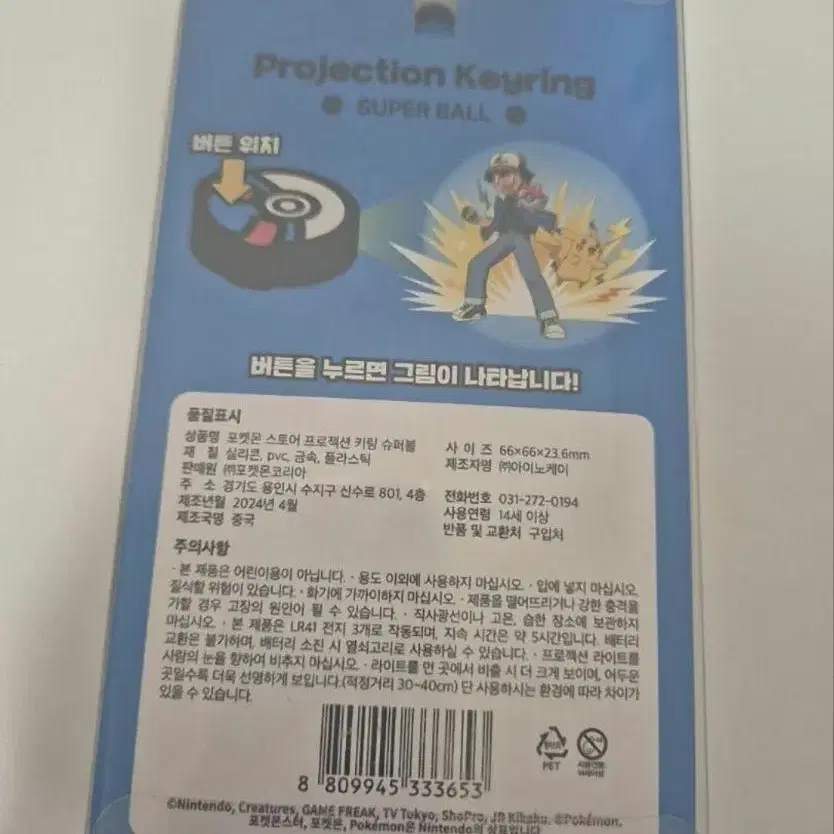 Projection Keyring
SUPER BALL
버튼 위치
버튼을 누르면 그림이 나타납니다!
품질표시
상품명 포켓몬 스토어 프로젝션 키링 슈퍼볼
재 질 실리콘, pvc, 금속, 플라스틱
판매원 ㈜포켓몬코리아
주 소 경기도 용인시 수지구 신수로 801, 4층
제조년월 2024년 4월
제조국명 중국
사 이 즈 66×66×23.6mm
제조자명 ㈜아이노케이
전화번호 031-272-0194
사용연령 14세 이상
반품 및 교환처 구입처
주의사항
· 본 제품은 어린이용이 아닙니다. · 용도 이외에 사용하지 마십시오. · 입에 넣지 마십시오.
질식할 위험이 있습니다. · 화기에 가까이하지 마십시오. · 제품을 떨어뜨리거나 강한 충격을
가할 경우 고장의 원인이 될 수 있습니다. · 직사광선이나 고온, 습한 장소에 보관하지
마십시오. · 본 제품은 LR41 전지 3개로 작동되며, 지속 시간은 약 5시간입니다. 배터리
교환은 불가하며, 배터리 소진 시 열쇠고리로 사용하실 수 있습니다. · 프로젝션 라이트를
사람의 눈을 향하여 비추지 마십시오. · 라이트를 먼 곳에서 비출 시 더 크게 보이며, 어두운
곳일수록 더욱 선명하게 보입니다.(적정거리 30~40cm) 단 사용하시는 환경에 따라 차이가
있을 수 있습니다.
8 809945 333653
PET
©Nintendo, Creatures, GAME FREAK, TV Tokyo, ShoPro, JR Kikaku. ©Pokémon.
포켓몬스터, 포켓몬, Pokémon은 Nintendo의 상표입니다.